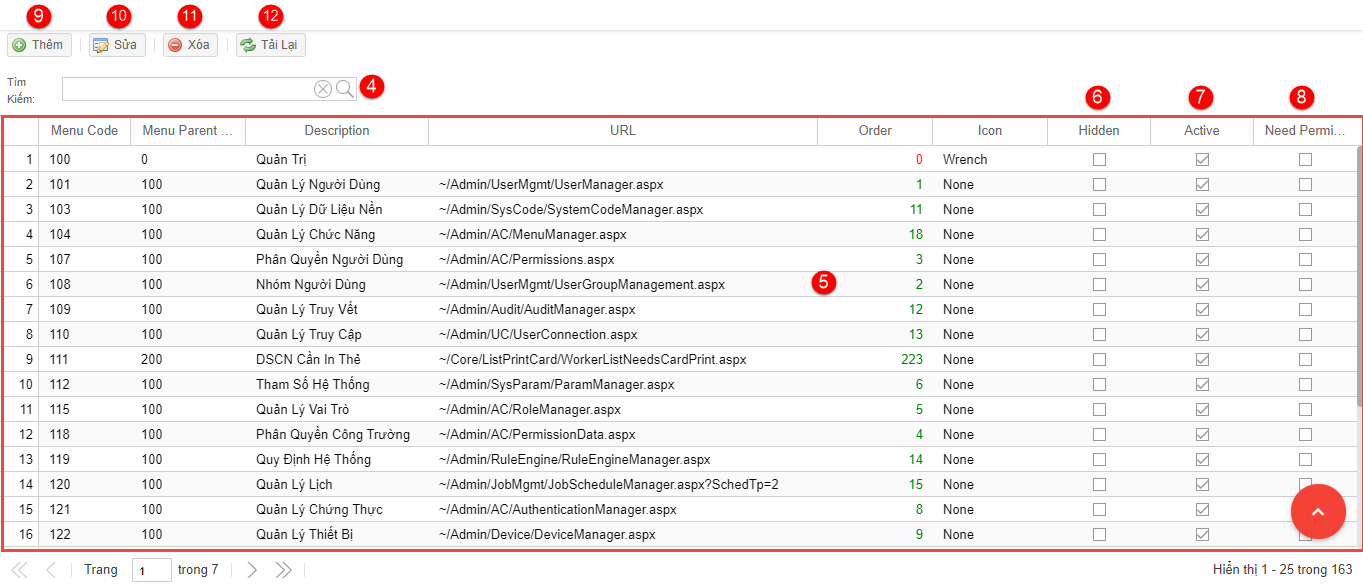 9 10 11 12
Thêm Sửa Xóa Tải Lại
Tìm
Kiếm:
4 6 7 8
Menu Code Menu Parent ... Description URL Order Icon Hidden Active Need Permi...
1 100 0 Quản Trị 0 Wrench
2 101 100 Quản Lý Người Dùng ~/Admin/UserMgmt/UserManager.aspx 1 None
3 103 100 Quản Lý Dữ Liệu Nền ~/Admin/SysCode/SystemCodeManager.aspx 11 None
4 104 100 Quản Lý Chức Năng ~/Admin/AC/MenuManager.aspx 18 None
5 107 100 Phân Quyền Người Dùng ~/Admin/AC/Permissions.aspx 3 None
6 108 100 Nhóm Người Dùng ~/Admin/UserMgmt/UserGroupManagement.aspx 5 2 None
7 109 100 Quản Lý Truy Vết ~/Admin/Audit/AuditManager.aspx 12 None
8 110 100 Quản Lý Truy Cập ~/Admin/UC/UserConnection.aspx 13 None
9 111 200 DSCN Cần In Thẻ ~/Core/ListPrintCard/WorkerListNeedsCardPrint.aspx 223 None
10 112 100 Tham Số Hệ Thống ~/Admin/SysParam/ParamManager.aspx 6 None
11 115 100 Quản Lý Vai Trò ~/Admin/AC/RoleManager.aspx 5 None
12 118 100 Phân Quyền Công Trường ~/Admin/AC/PermissionData.aspx 4 None
13 119 100 Quy Định Hệ Thống ~/Admin/RuleEngine/RuleEngineManager.aspx 14 None
14 120 100 Quản Lý Lịch ~/Admin/JobMgmt/JobScheduleManager.aspx?SchedTp=2 15 None
15 121 100 Quản Lý Chứng Thực ~/Admin/AC/AuthenticationManager.aspx 8 None
16 122 100 Quản Lý Thiết Bị ~/Admin/Device/DeviceManager.aspx 9 None
Trang 1 trong 7 Hiển thị 1 - 25 trong 163